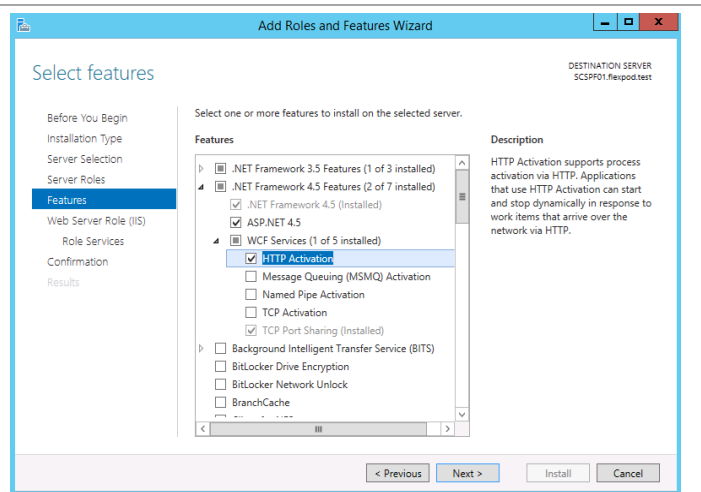 Add Roles and Features Wizard
Select features
DESTINATION SERVER
SCSPF01.flexpod.test
Before You Begin
Installation Type
Server Selection
Server Roles
Features
Web Server Role (IIS)
Role Services
Confirmation
Results
Select one or more features to install on the selected server.
Features
.NET Framework 3.5 Features (1 of 3 installed)
.NET Framework 4.5 Features (2 of 7 installed)
.NET Framework 4.5 (Installed)
ASP.NET 4.5
WCF Services (1 of 5 installed)
HTTP Activation
Message Queuing (MSMQ) Activation
Named Pipe Activation
TCP Activation
TCP Port Sharing (Installed)
Background Intelligent Transfer Service (BITS)
BitLocker Drive Encryption
BitLocker Network Unlock
BranchCache
Description
HTTP Activation supports process
activation via HTTP. Applications
that use HTTP Activation can start
and stop dynamically in response to
work items that arrive over the
network via HTTP.
< Previous
Next >
Install
Cancel